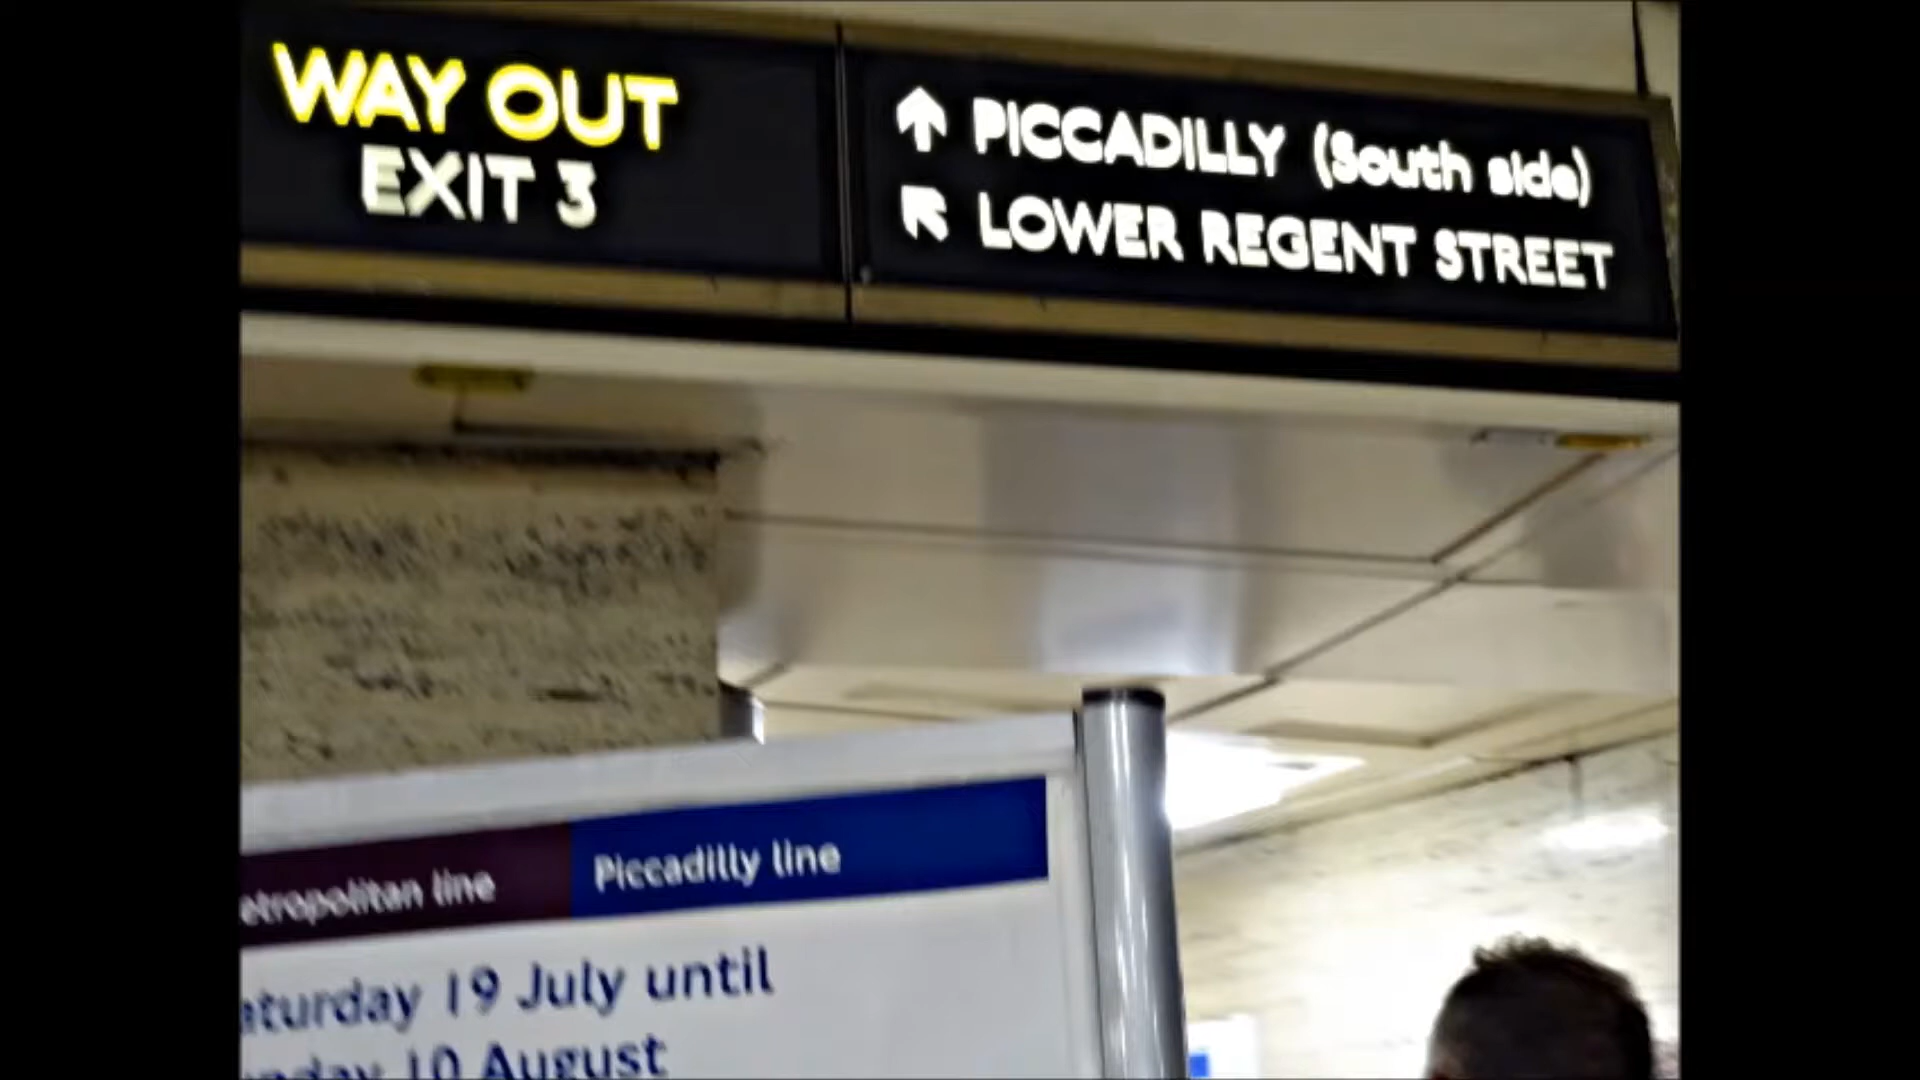 WAY OUT
EXIT 3
PICCADILLY (South side)
LOWER REGENT STREET
etropolitan line
Piccadilly line
aturday 19 July until
nday 10 August